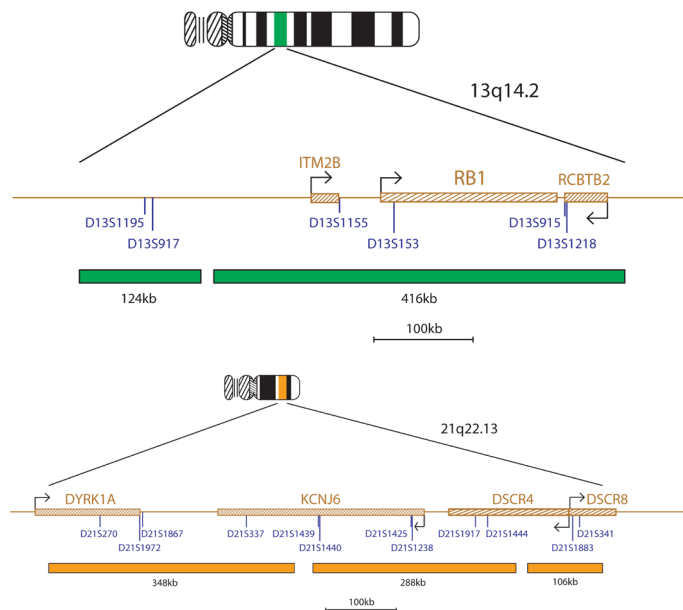 13q14.2
ITM2B
RB1
RCBTB2
D13S1195
D13S917
D13S1155
D13S153
D13S915
D13S1218
124kb
416kb
100kb
21q22.13
DYRK1A
KCNJ6
DSCR4
DSCR8
D21S270
D21S1867
D21S337
D21S1439
D21S1425
D21S1917
D21S1444
D21S341
D21S1972
D21S1440
D21S1238
D21S1883
348kb
288kb
106kb
100kb